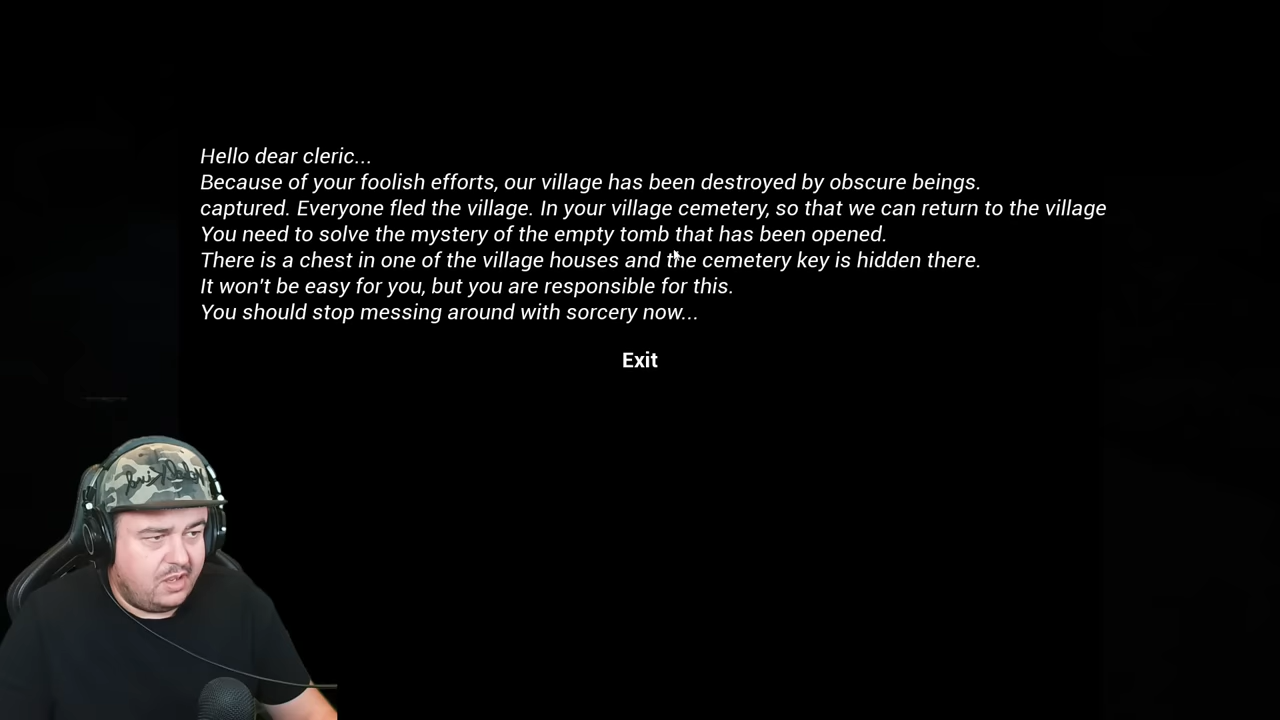 Hello dear cleric...
Because of your foolish efforts, our village has been destroyed by obscure beings.
captured. Everyone fled the village. In your village cemetery, so that we can return to the village
You need to solve the mystery of the empty tomb that has been opened.
There is a chest in one of the village houses and the cemetery key is hidden there.
It won't be easy for you, but you are responsible for this.
You should stop messing around with sorcery now...
Exit